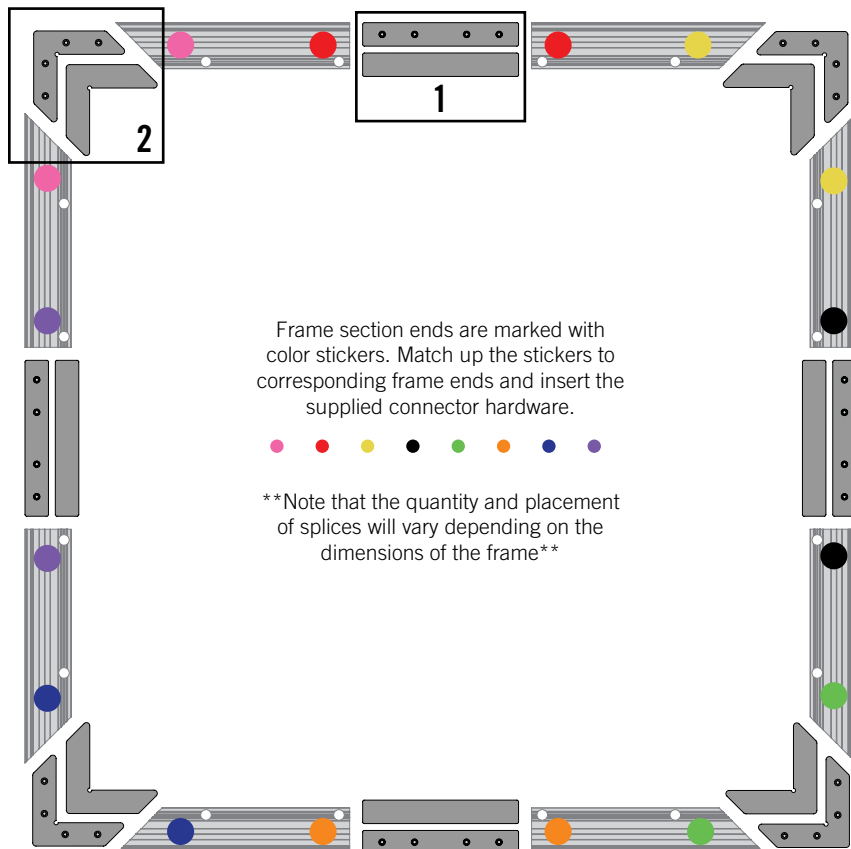 1
2
Frame section ends are marked with
color stickers. Match up the stickers to
corresponding frame ends and insert the
supplied connector hardware.
**Note that the quantity and placement
of splices will vary depending on the
dimensions of the frame**